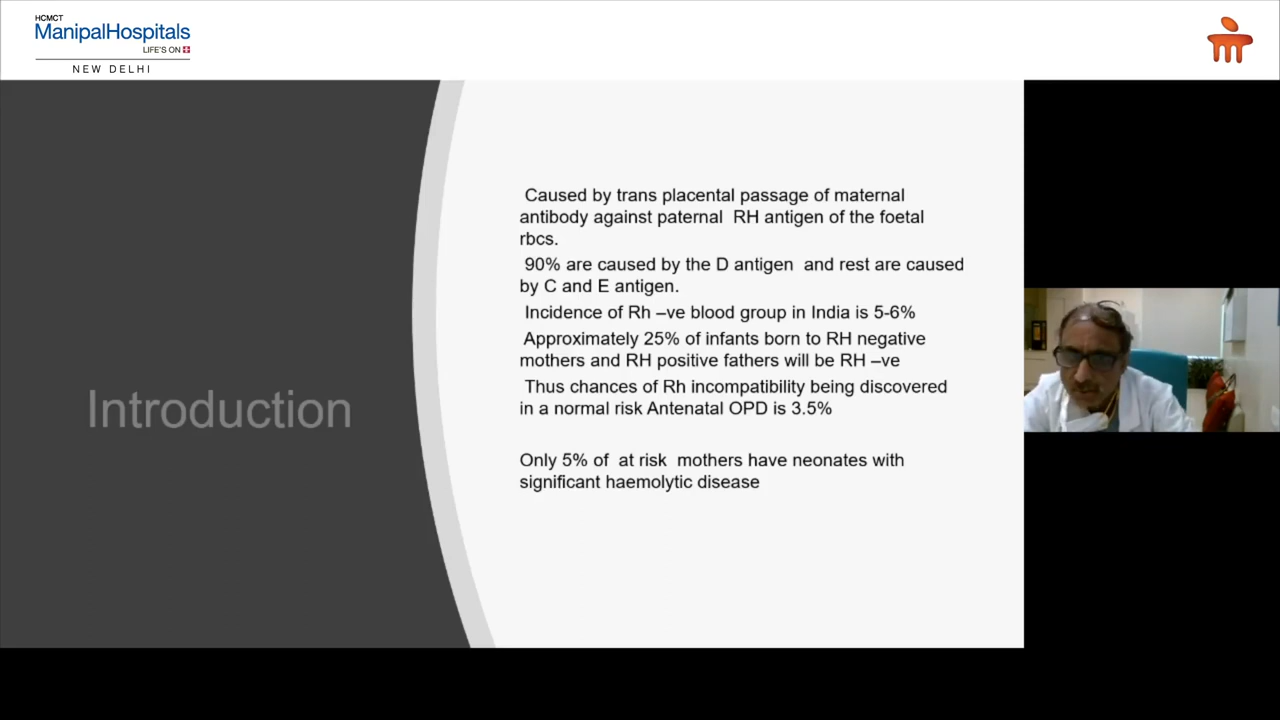 HCMCT
ManipalHospitals
LIFE'S ON
NEW DELHI
Introduction
Caused by trans placental passage of maternal
antibody against paternal RH antigen of the foetal
rbcs.
90% are caused by the D antigen and rest are caused
by C and E antigen.
Incidence of Rh –ve blood group in India is 5-6%
Approximately 25% of infants born to RH negative
mothers and RH positive fathers will be RH –ve
Thus chances of Rh incompatibility being discovered
in a normal risk Antenatal OPD is 3.5%
Only 5% of at risk mothers have neonates with
significant haemolytic disease